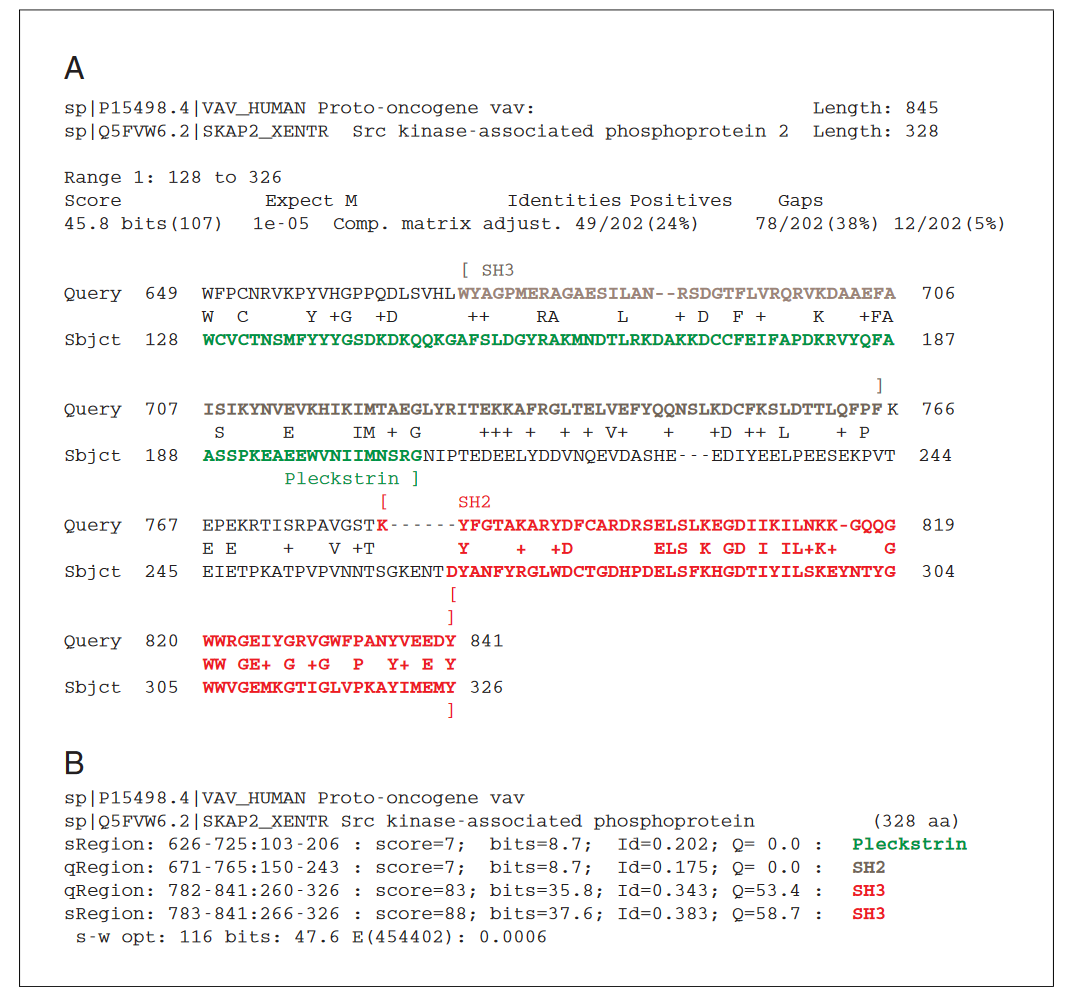 A
sp|P15498.4|VAV_HUMAN Proto-oncogene vav: Length: 845
sp|Q5FVW6.2|SKAP2_XENTR Src kinase-associated phosphoprotein 2 Length: 328
Range 1: 128 to 326
Score Expect M Identities Positives Gaps
45.8 bits(107) 1e-05 Comp. matrix adjust. 49/202(24%) 78/202(38%) 12/202(5%)
[ SH3
Query 649 WFPCNRVKPYVHGPPQDLSVHLWYAGPMERAGAESILAN--RSDGTFLVRQRVKDAAEFA 706
W C Y +G +D ++ RA L + D F + K +FA
Sbjct 128 WCVCTNSMFYYYGSDKDKQQKGAFSLDGYRAKMNDTLRKDAKKDCCFEIFAPDKRVYQFA 187
]
Query 707 ISIKYNVEVKHIKIMTAEGLYRITEKKAFRGLTELVEFYQQNSLKDCFKSLDTTLQFPF K 766
S E IM + G +++ + + + V+ + +D ++ L + P
Sbjct 188 ASSPKEAEEWVNIIMNSRGNIPTEDEELYDDVNQEVDASHE---EDIYEELPEESEKPVT 244
Pleckstrin ]
[ SH2
Query 767 EPEKRTISRPAVGSTK------YFGTAKARYDFCARDRSELSLKEGDIIKILNKK-GQQG 819
E E + V +T Y + +D ELS K GD I IL+K+ G
Sbjct 245 EIETPKATPVPVNNTSGKENTDYANFYRGLWDCTGDHPDELSFKHGDTIYILSKEYNTYG 304
[
]
Query 820 WWRGEIYGRVGWFPANYVEEDY 841
WW GE+ G +G P Y+ E Y
Sbjct 305 WWVGEMKGTIGLVPKAYIMEMY 326
]
B
sp|P15498.4|VAV_HUMAN Proto-oncogene vav
sp|Q5FVW6.2|SKAP2_XENTR Src kinase-associated phosphoprotein (328 aa)
sRegion: 626-725:103-206 : score=7; bits=8.7; Id=0.202; Q= 0.0 : Pleckstrin
qRegion: 671-765:150-243 : score=7; bits=8.7; Id=0.175; Q= 0.0 : SH2
qRegion: 782-841:260-326 : score=83; bits=35.8; Id=0.343; Q=53.4 : SH3
sRegion: 783-841:266-326 : score=88; bits=37.6; Id=0.383; Q=58.7 : SH3
s-w opt: 116 bits: 47.6 E(454402): 0.0006